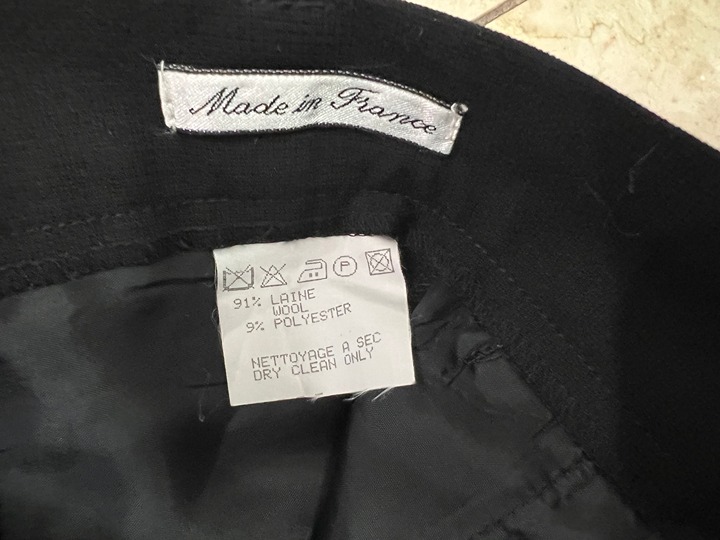 Made in France
P
91% LAINE
WOOL
9% POLYESTER
NETTOYAGE A SEC
DRY CLEAN ONLY